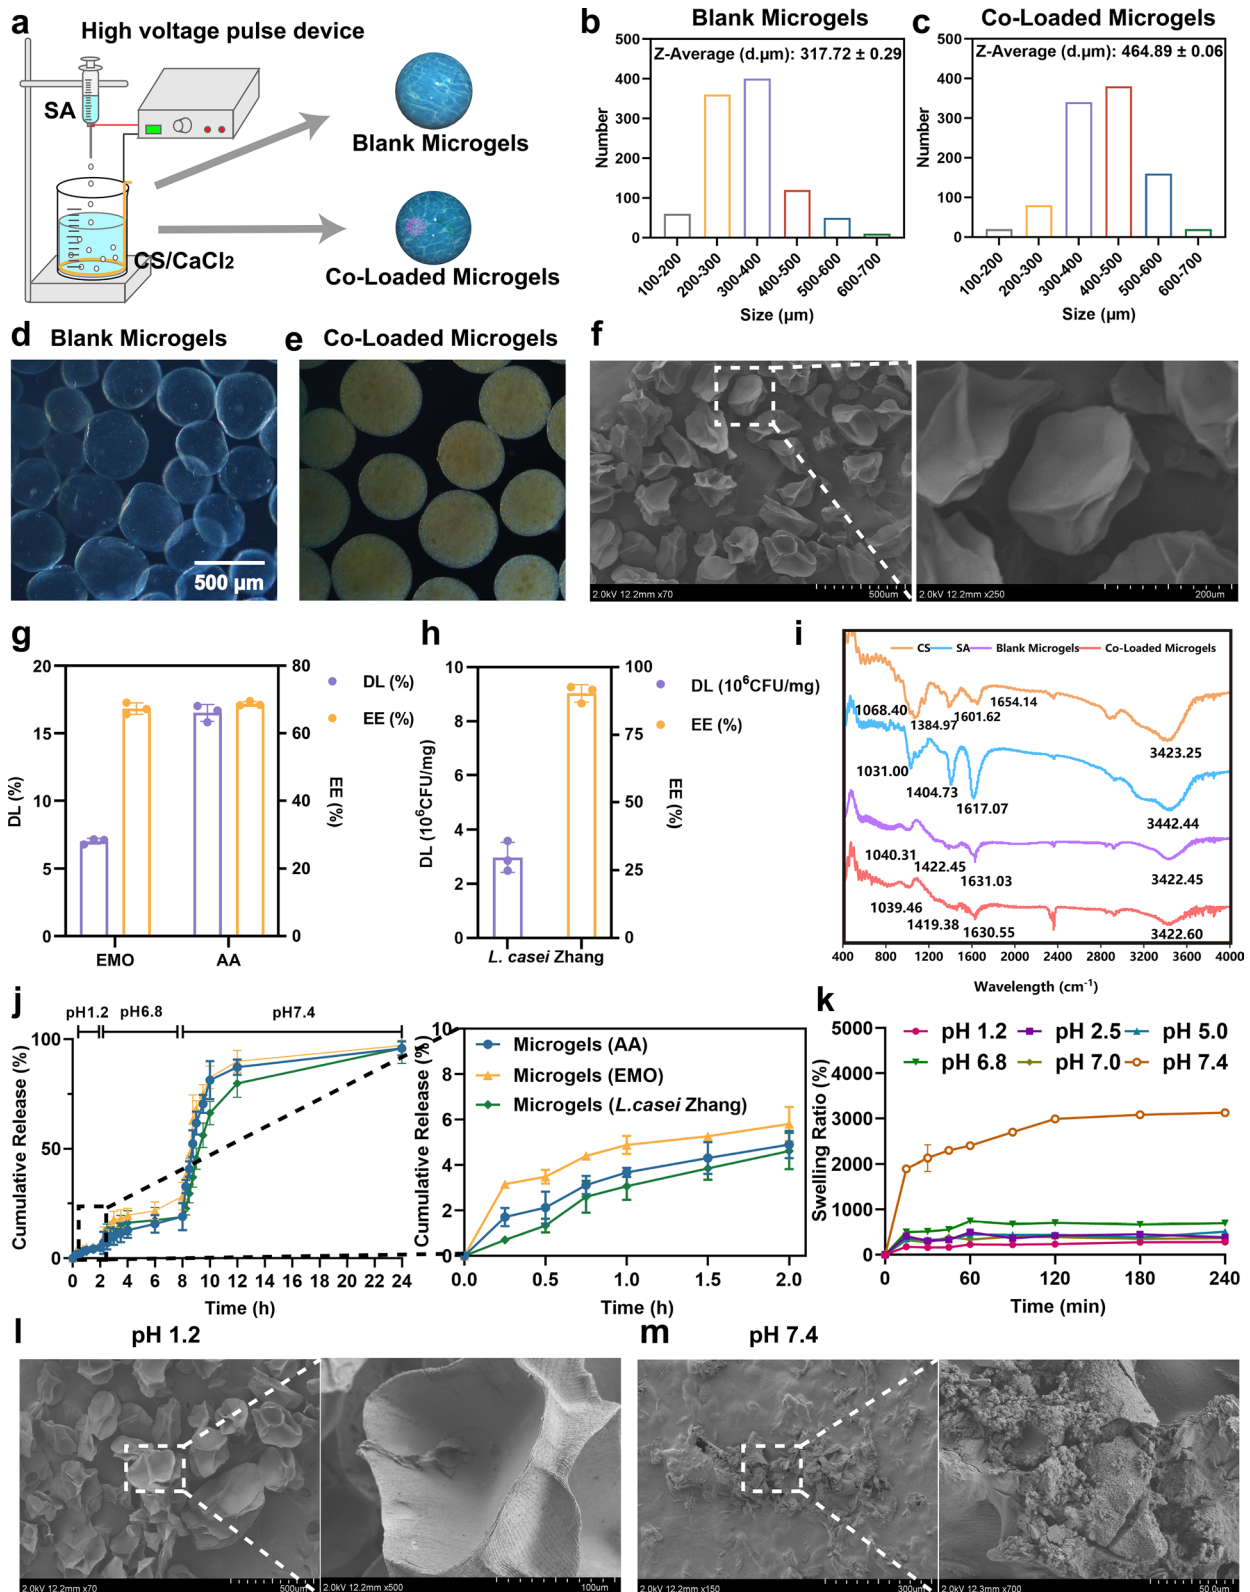 a
High voltage pulse device
SA
CS/CaCl2
Blank Microgels
Co-Loaded Microgels
b
Blank Microgels
Z-Average (d.μm): 317.72 ± 0.29
Number
500
400
300
200
100
0
100-200
200-300
300-400
400-500
500-600
600-700
Size (μm)
c
Co-Loaded Microgels
Z-Average (d.μm): 464.89 ± 0.06
Number
500
400
300
200
100
0
100-200
200-300
300-400
400-500
500-600
600-700
Size (μm)
d
Blank Microgels
500 μm
e
Co-Loaded Microgels
f
2.0kV 12.2mm x70
500um
2.0kV 12.2mm x250
200um
g
DL (%)
20
15
10
5
0
80
60
40
20
0
EE (%)
DL (%)
EE (%)
EMO
AA
h
DL (10⁶CFU/mg)
10
8
6
4
2
0
100
75
50
25
0
EE (%)
DL (10⁶CFU/mg)
EE (%)
L. casei Zhang
i
CS
SA
Blank Microgels
Co-Loaded Microgels
1068.40
1384.97
1601.62
1654.14
3423.25
1031.00
1404.73
1617.07
3442.44
1040.31
1422.45
1631.03
3422.45
1039.46
1419.38
1630.55
3422.60
400 800 1200 1600 2000 2400 2800 3200 3600 4000
Wavelength (cm⁻¹)
j
pH1.2
pH6.8
pH7.4
Cumulative Release (%)
100
50
0
0 2 4 6 8 10 12 14 16 18 20 22 24
Time (h)
Cumulative Release (%)
10
8
6
4
2
0
Microgels (AA)
Microgels (EMO)
Microgels (L.casei Zhang)
0.0 0.5 1.0 1.5 2.0
Time (h)
k
pH 1.2
pH 2.5
pH 5.0
pH 6.8
pH 7.0
pH 7.4
Swelling Ratio (%)
5000
4000
3000
2000
1000
0
0 60 120 180 240
Time (min)
l
pH 1.2
2.0kV 12.2mm x70
500um
2.0kV 12.2mm x500
100um
m
pH 7.4
2.0kV 12.2mm x150
300um
2.0kV 12.3mm x700
50.0um